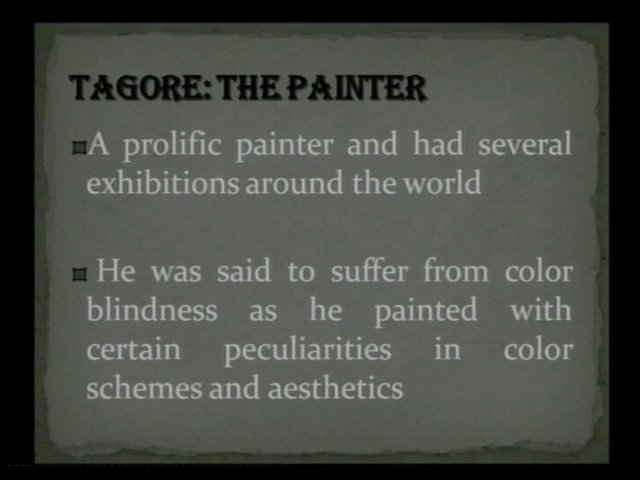 TAGORE: THE PAINTER
A prolific painter and had several
exhibitions around the world
He was said to suffer from color
blindness as he painted with
certain peculiarities in color
schemes and aesthetics